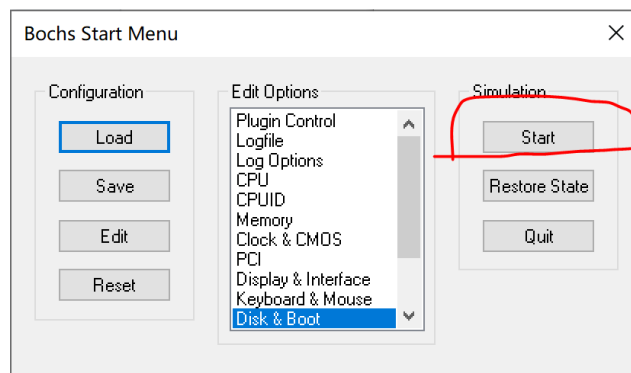 Bochs Start Menu
Configuration
Load
Save
Edit
Reset
Edit Options
Plugin Control
Logfile
Log Options
CPU
CPUID
Memory
Clock & CMOS
PCI
Display & Interface
Keyboard & Mouse
Disk & Boot
Simulation
Start
Restore State
Quit